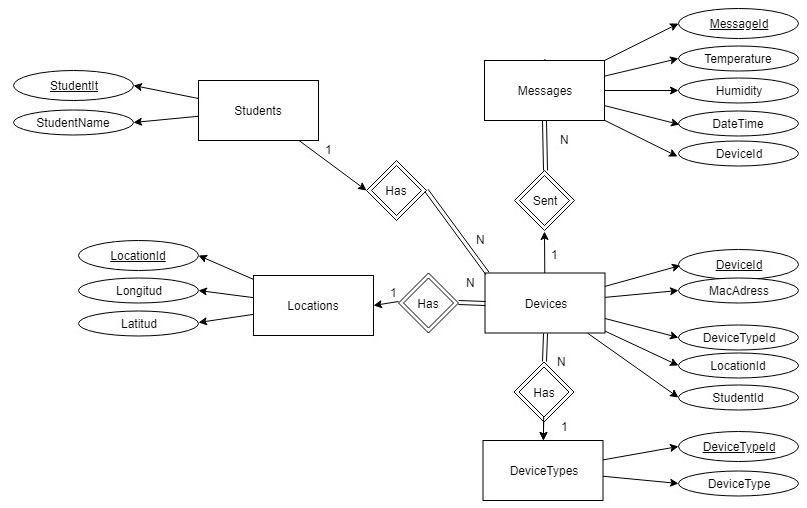 MessageId
Temperature
Humidity
DateTime
DeviceId
Messages
StudentIt
StudentName
Students
1
Has
N
N
Sent
1
LocationId
Longitud
Latitud
Locations
1
Has
N
Devices
DeviceId
MacAdress
DeviceTypeId
LocationId
StudentId
N
Has
1
DeviceTypes
DeviceTypeId
DeviceType